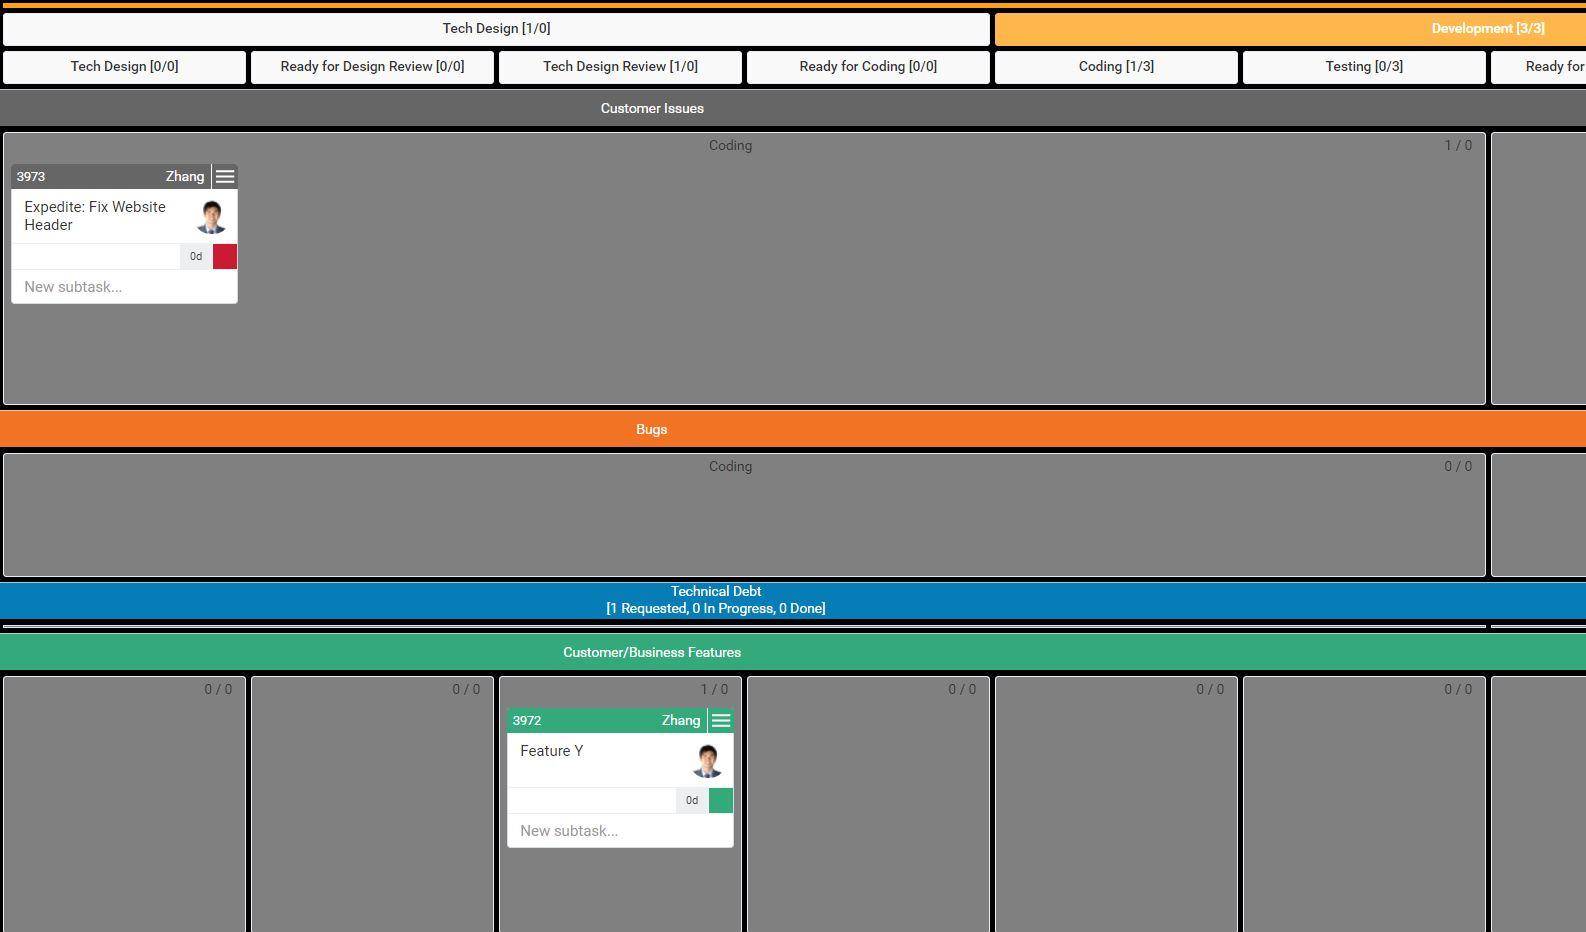 Tech Design [1/0]
Development [3/3]
Tech Design [0/0]
Ready for Design Review [0/0]
Tech Design Review [1/0]
Ready for Coding [0/0]
Coding [1/3]
Testing [0/3]
Ready for
Customer Issues
Coding
1 / 0
3973
Zhang
Expedite: Fix Website
Header
0d
New subtask...
Bugs
Coding
0 / 0
Technical Debt
[1 Requested, 0 In Progress, 0 Done]
Customer/Business Features
0 / 0
0 / 0
1 / 0
0 / 0
0 / 0
0 / 0
3972
Zhang
Feature Y
0d
New subtask...